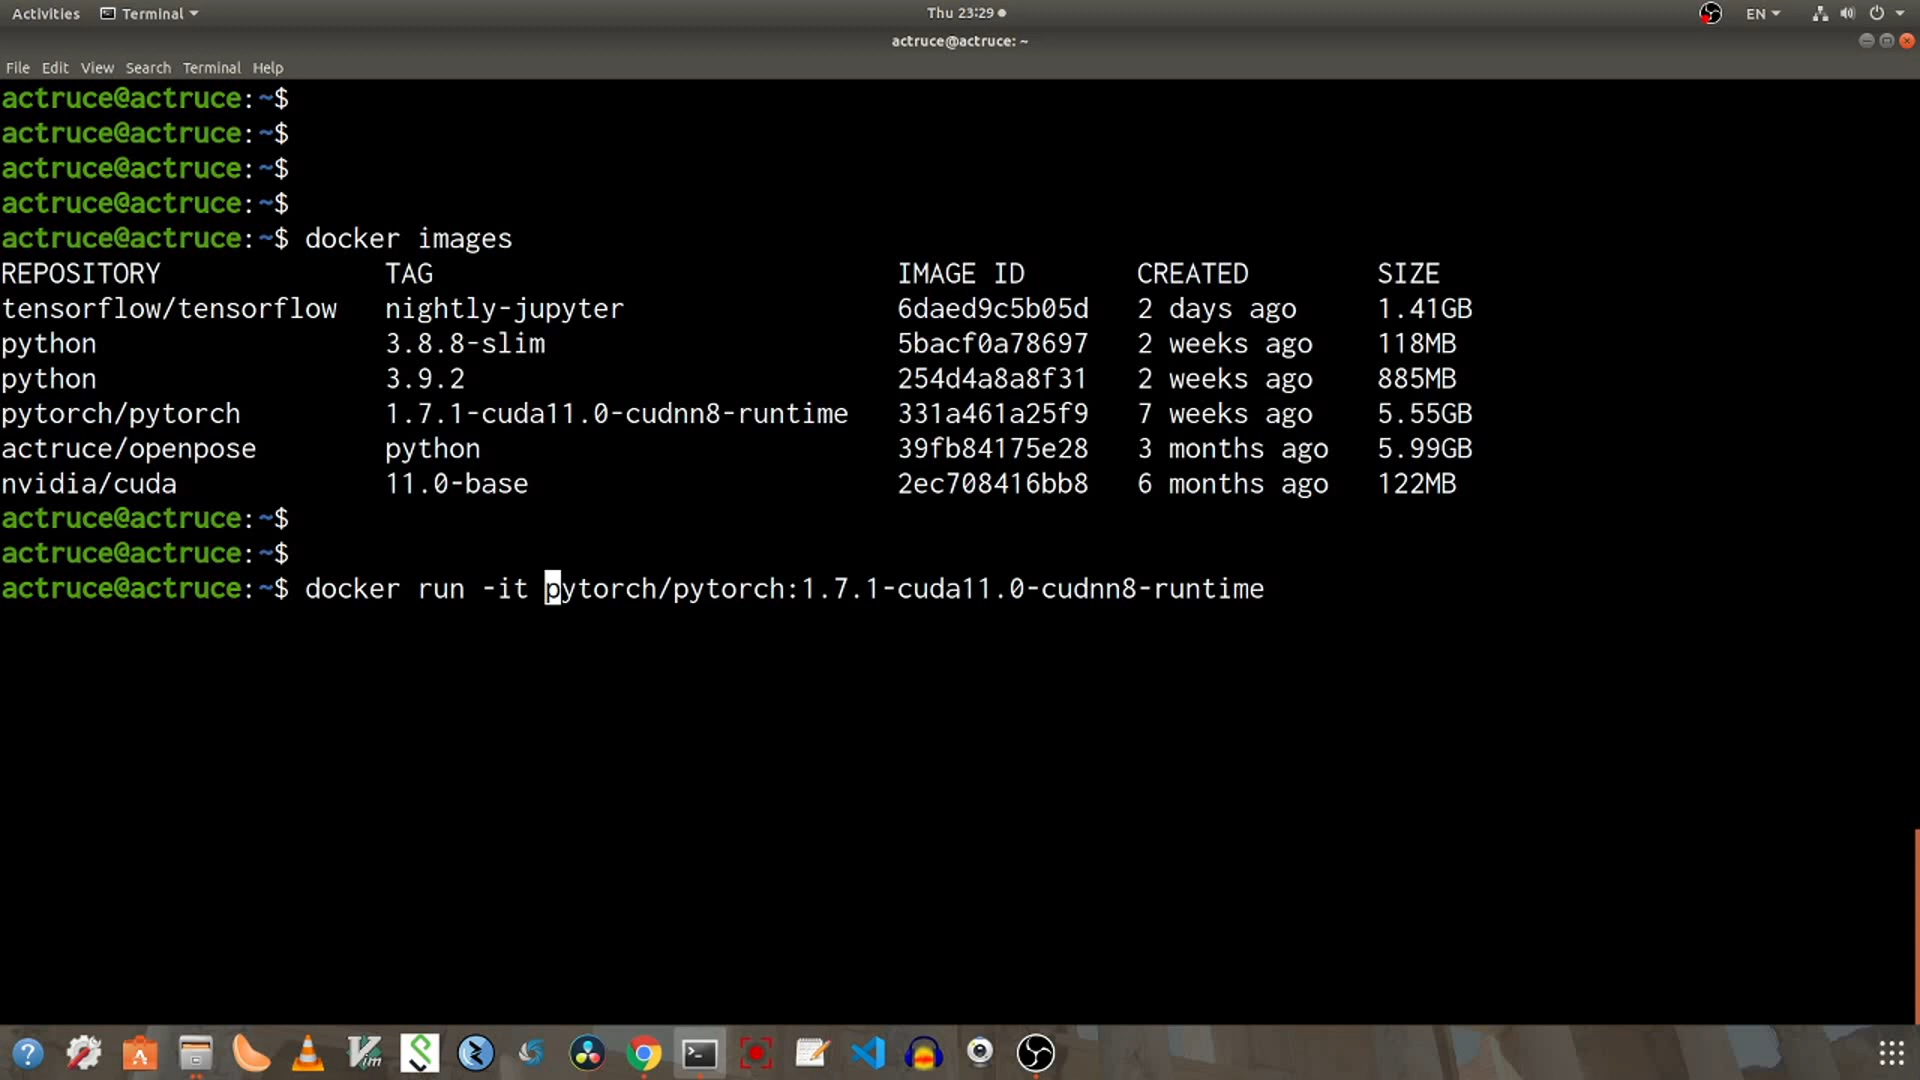 Activities Terminal Thu 23:29 EN
actruce@actruce: ~
File Edit View Search Terminal Help
actruce@actruce:~$
actruce@actruce:~$
actruce@actruce:~$
actruce@actruce:~$
actruce@actruce:~$ docker images
REPOSITORY TAG IMAGE ID CREATED SIZE
tensorflow/tensorflow nightly-jupyter 6daed9c5b05d 2 days ago 1.41GB
python 3.8.8-slim 5bacf0a78697 2 weeks ago 118MB
python 3.9.2 254d4a8a8f31 2 weeks ago 885MB
pytorch/pytorch 1.7.1-cuda11.0-cudnn8-runtime 331a461a25f9 7 weeks ago 5.55GB
actruce/openpose python 39fb84175e28 3 months ago 5.99GB
nvidia/cuda 11.0-base 2ec708416bb8 6 months ago 122MB
actruce@actruce:~$
actruce@actruce:~$
actruce@actruce:~$ docker run -it pytorch/pytorch:1.7.1-cuda11.0-cudnn8-runtime